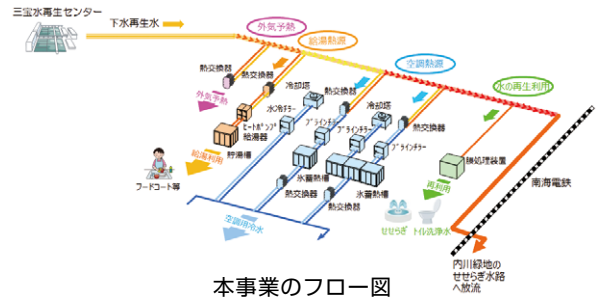 三宝水再生センター
下水再生水
外気予熱
給湯熱源
空調熱源
水の再生利用
熱交換器
熱交換器
冷却塔
水冷チラー
熱交換器
冷却塔
ブラインチラー
ブラインチラー
熱交換器
ブラインチラー
外気予熱
ヒートポンプ
給湯器
貯湯槽
給湯利用
フードコート等
氷蓄熱槽
熱交換器
熱交換器
氷蓄熱槽
熱交換器
空調用冷水
膜処理装置
再利用
せせらぎ
トイレ洗浄水
南海電鉄
内川緑地の
せせらぎ水路
へ放流
本事業のフロー図